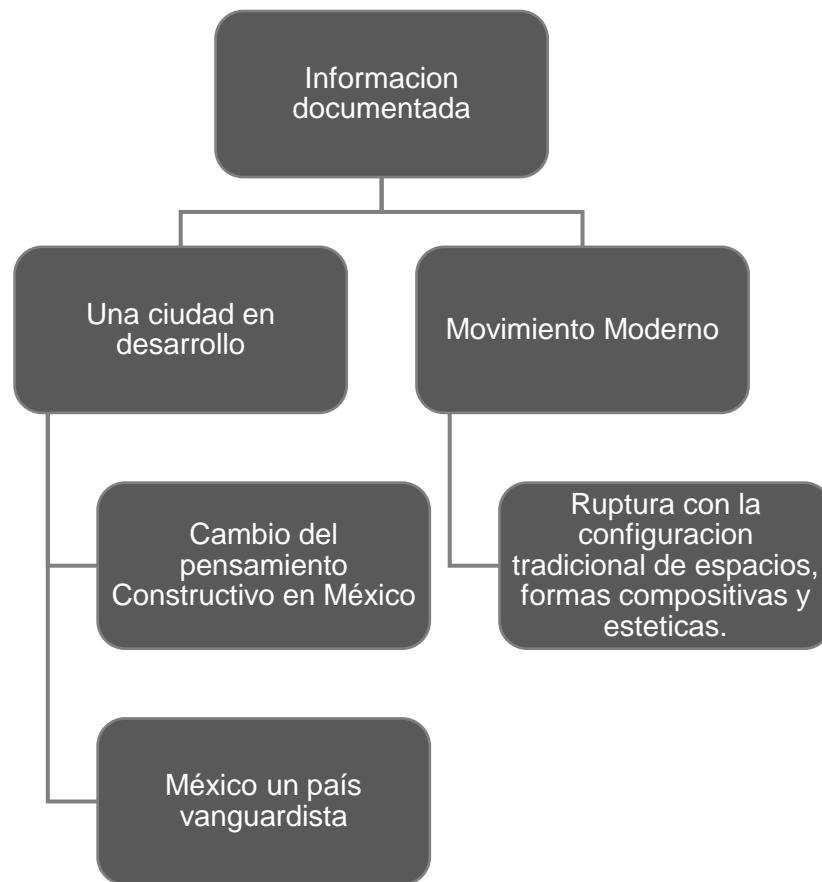 Informacion
documentada
Una ciudad en
desarrollo
Movimiento Moderno
Cambio del
pensamiento
Constructivo en México
Ruptura con la
configuracion
tradicional de espacios,
formas compositivas y
esteticas.
México un país
vanguardista